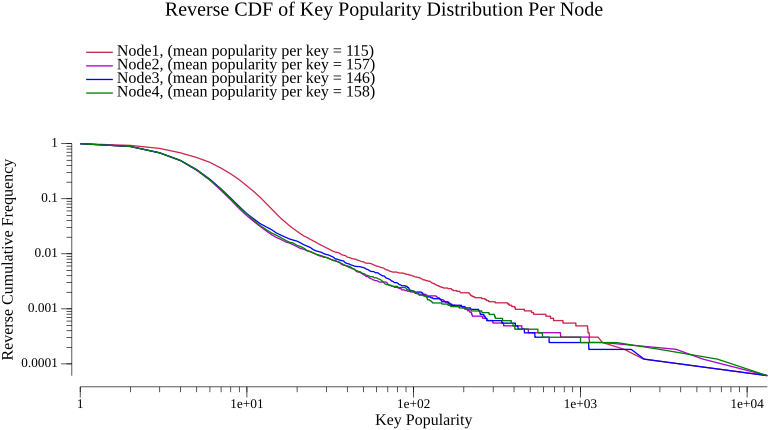 Reverse CDF of Key Popularity Distribution Per Node
Node1, (mean popularity per key = 115)
Node2, (mean popularity per key = 157)
Node3, (mean popularity per key = 146)
Node4, (mean popularity per key = 158)
Reverse Cumulative Frequency
1
0.1
0.01
0.001
0.0001
1 1e+01 1e+02 1e+03 1e+04
Key Popularity